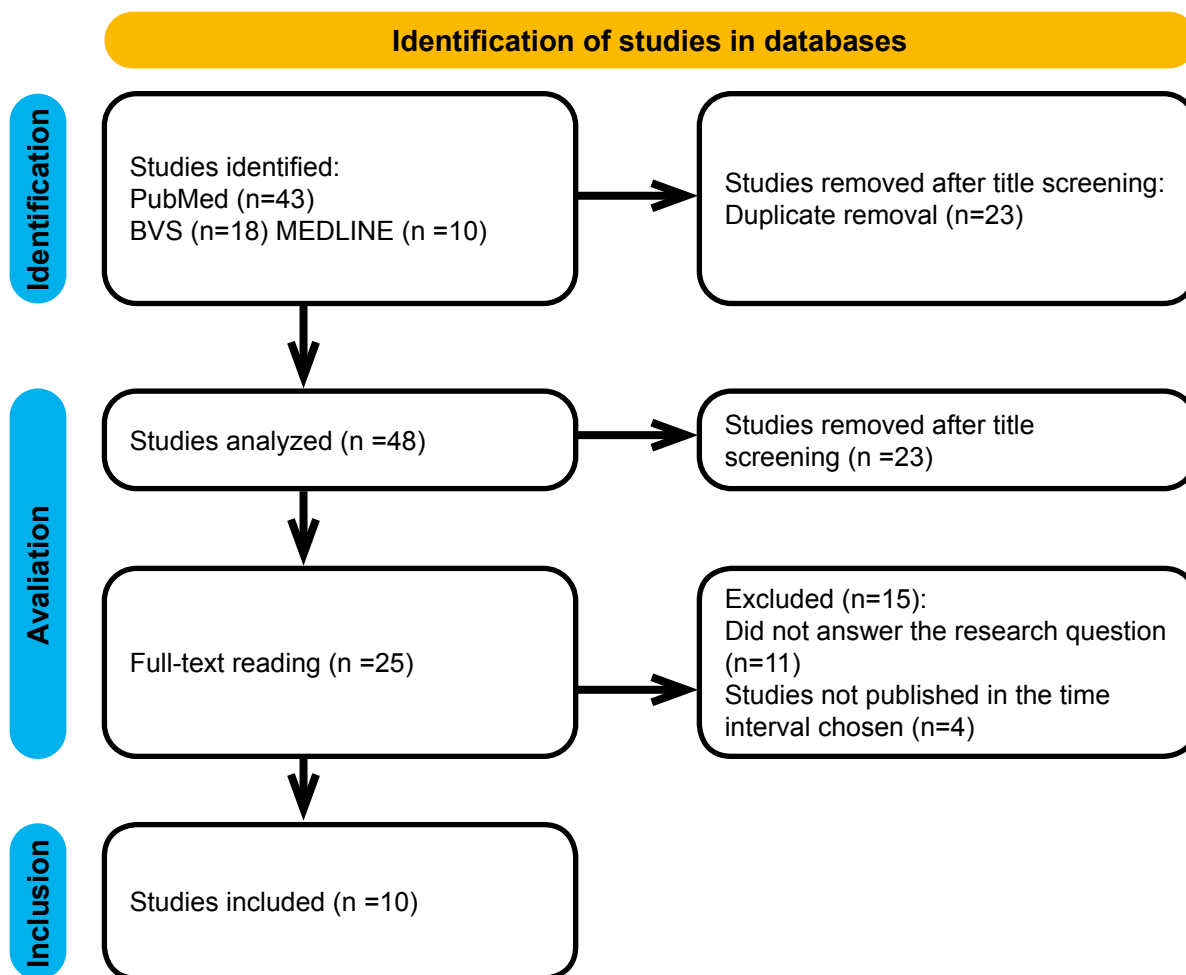 Identification of studies in databases
Identification
Studies identified:
PubMed (n=43)
BVS (n=18) MEDLINE (n =10)
Studies removed after title screening:
Duplicate removal (n=23)
Avaliation
Studies analyzed (n =48)
Studies removed after title
screening (n =23)
Full-text reading (n =25)
Excluded (n=15):
Did not answer the research question
(n=11)
Studies not published in the time
interval chosen (n=4)
Inclusion
Studies included (n =10)